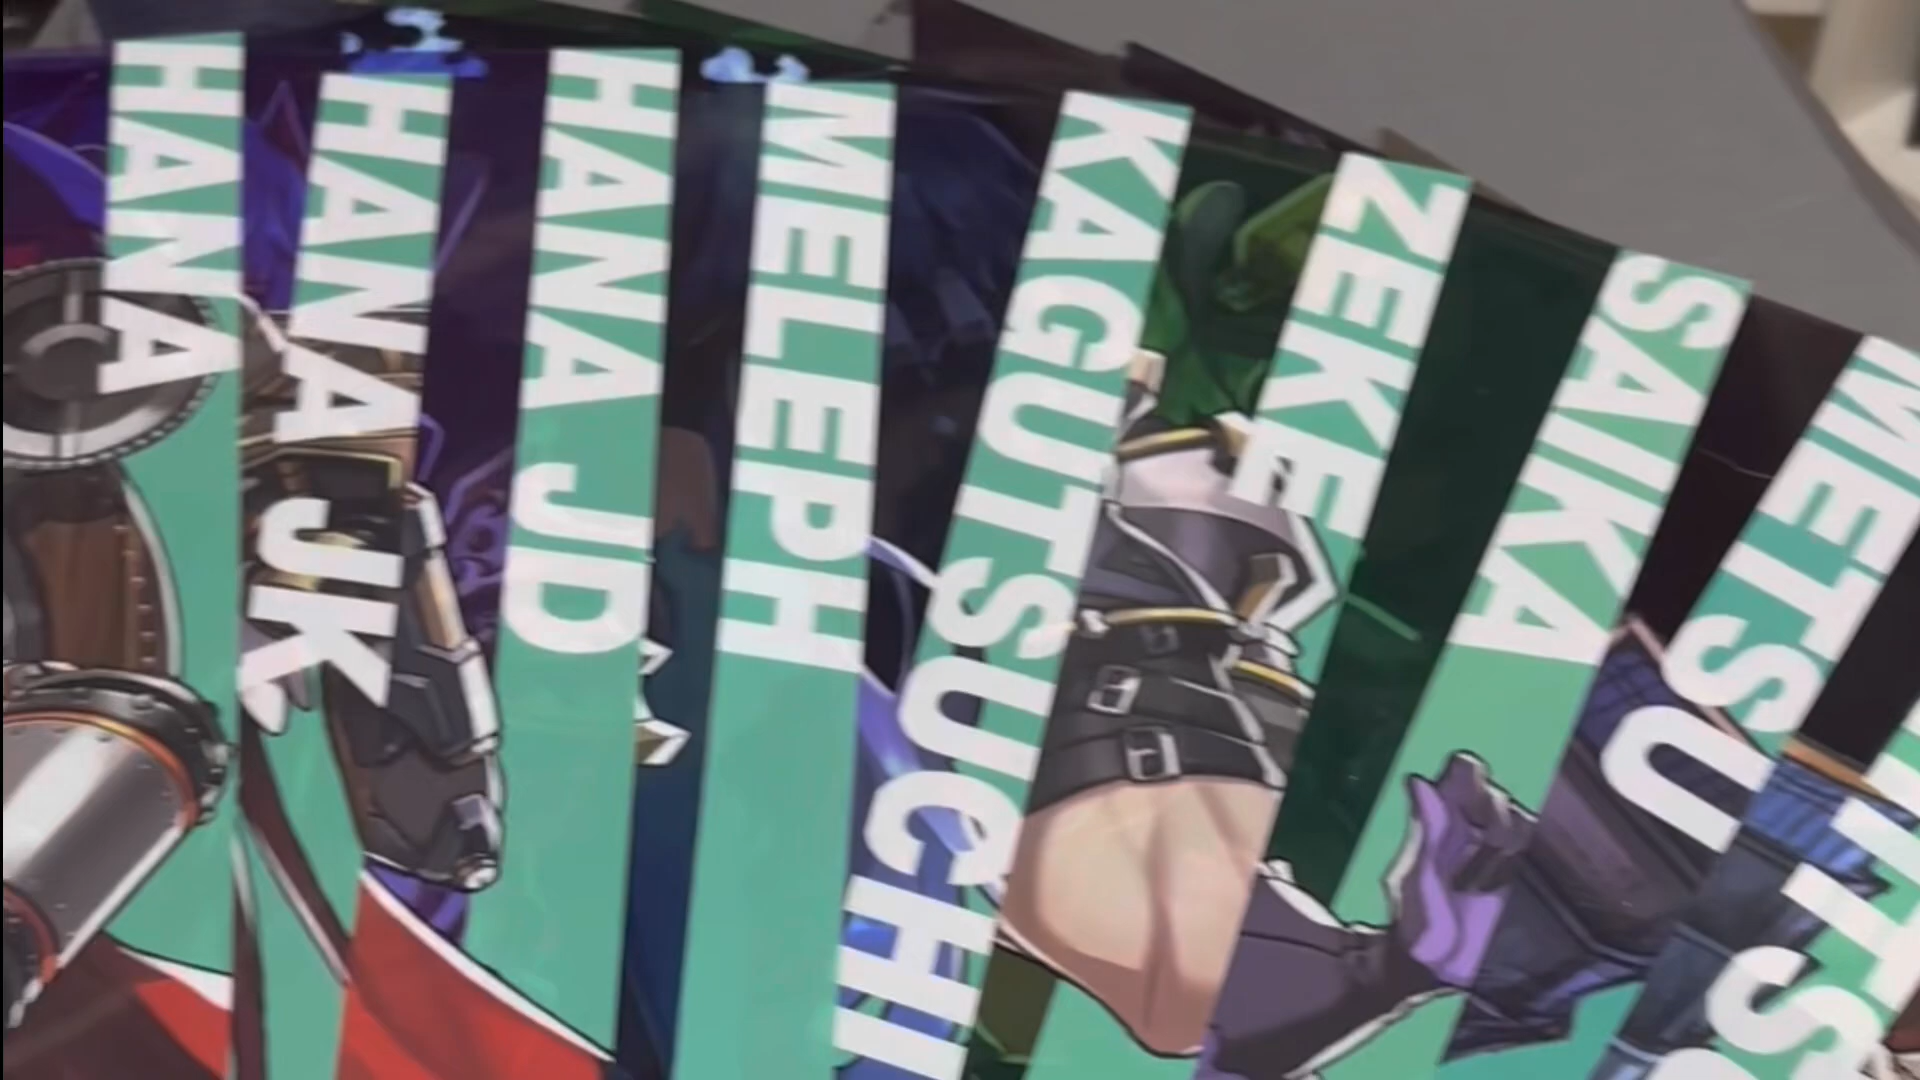 HANA
HANA JK
HANA JD
MELEPH
KAGUTSUCHI
ZEKE
SAIKA
METSU